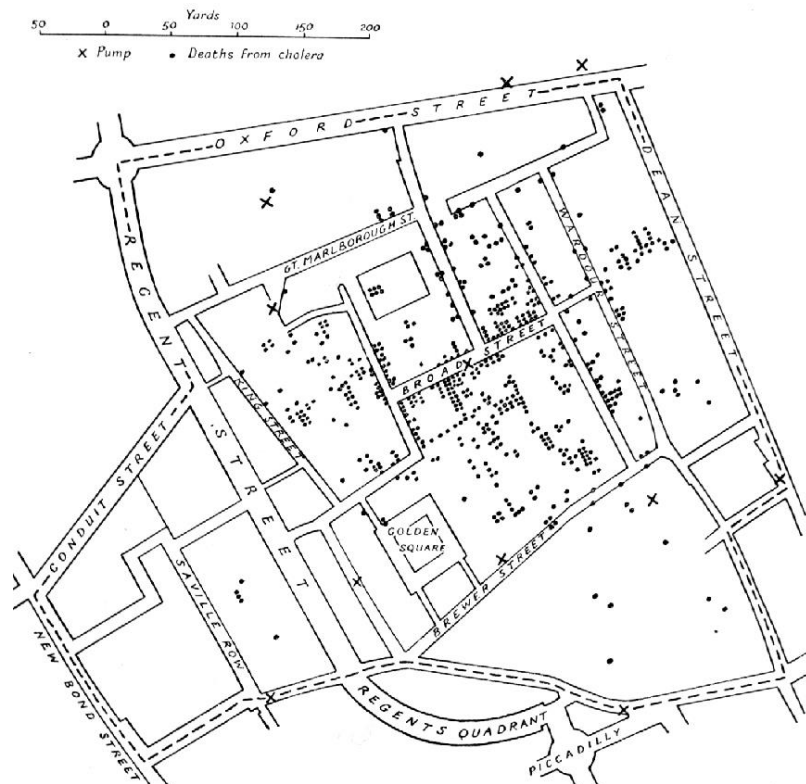 Yards
50 0 50 100 150 200
x Pump • Deaths from cholera
OXFORD STREET
REGENT STREET
DEAN STREET
WARDOUR STREET
GT. MARLBOROUGH ST.
BROAD STREET
KING STREET
CONDUIT STREET
GOLDEN
SQUARE
BREWER STREET
SAVILLE ROW
NEW BOND STREET
REGENTS QUADRANT
PICCADILLY